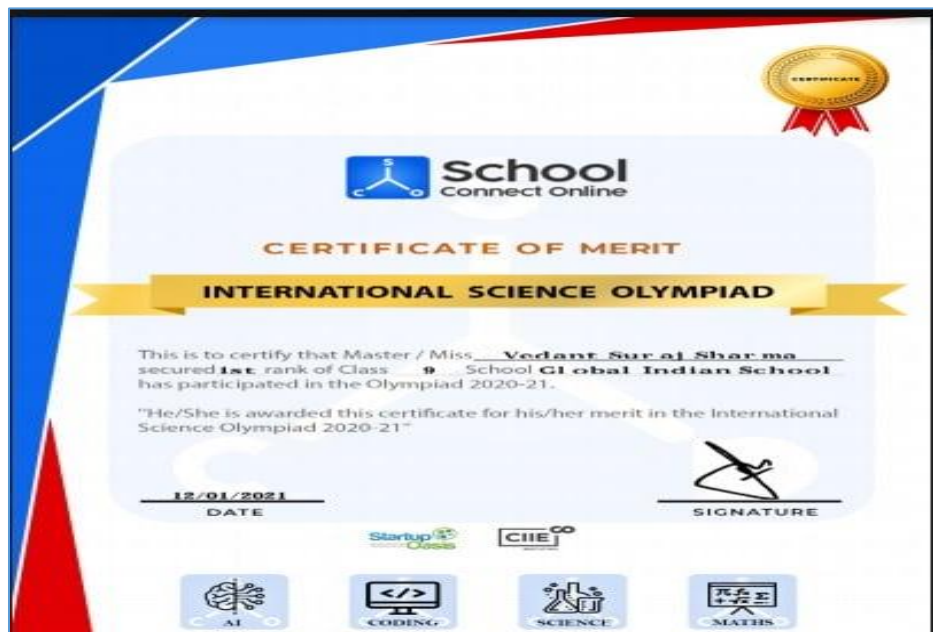 CERTIFICATE
S
C O
School
Connect Online
CERTIFICATE OF MERIT
INTERNATIONAL SCIENCE OLYMPIAD
This is to certify that Master / Miss Vedant Sur aj Shar ma
secured 1st rank of Class 9 School Gl obal Indian School
has participated in the Olympiad 2020-21.
"He/She is awarded this certificate for his/her merit in the International
Science Olympiad 2020-21"
12/01/2021
DATE
SIGNATURE
Startup Oasis
CIIE CO
AI
CODING
SCIENCE
MATHS